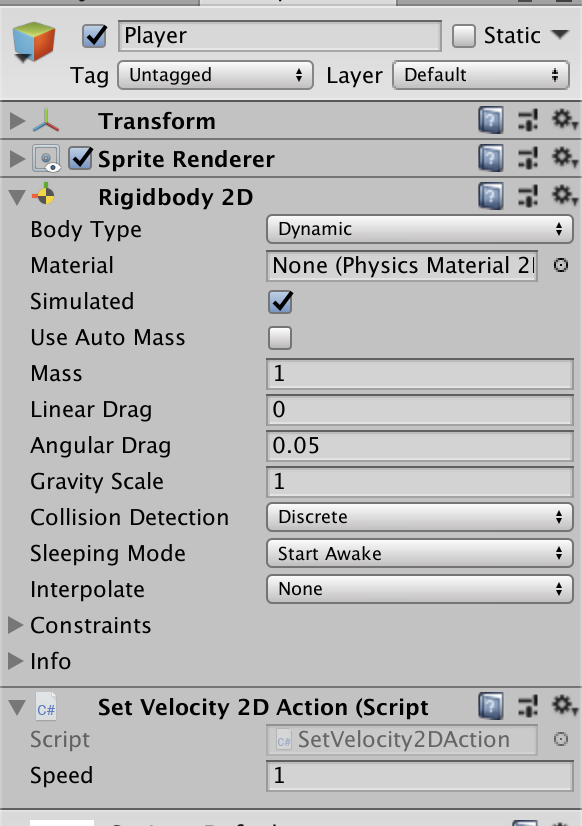 Player
Static
Tag Untagged Layer Default
Transform
Sprite Renderer
Rigidbody 2D
Body Type Dynamic
Material None (Physics Material 2
Simulated
Use Auto Mass
Mass 1
Linear Drag 0
Angular Drag 0.05
Gravity Scale 1
Collision Detection Discrete
Sleeping Mode Start Awake
Interpolate None
Constraints
Info
C# Set Velocity 2D Action (Script
Script C# SetVelocity2DAction
Speed 1